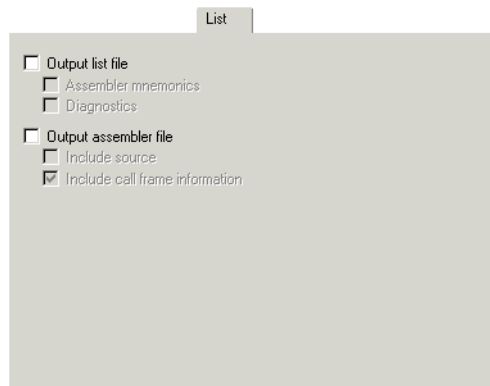 List
Output list file
Assembler mnemonics
Diagnostics
Output assembler file
Include source
Include call frame information